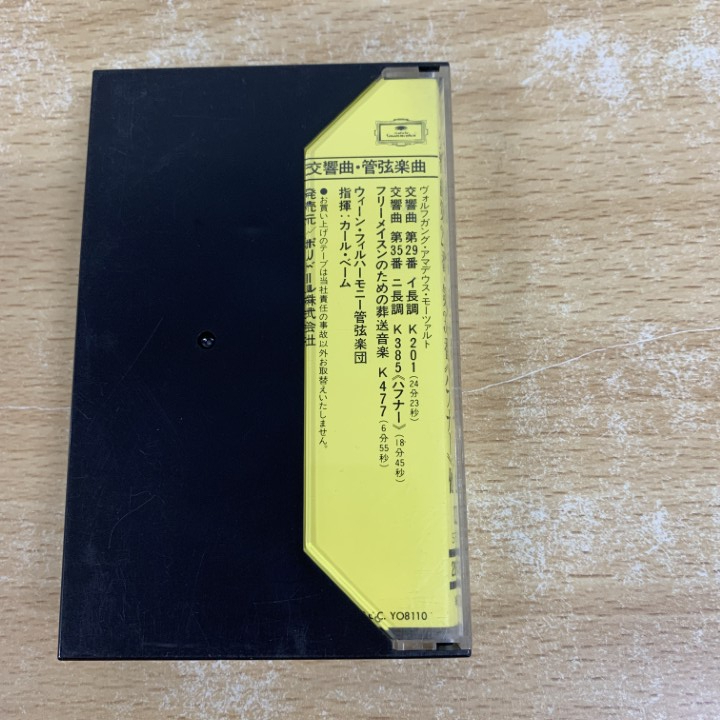 交響曲・管弦楽曲
ヴォルフガング・アマデウス・モーツァルト
交響曲 第29番 イ長調 K201(24分23秒)
交響曲 第35番 ニ長調 K385《ハフナー》(18分45秒)
フリーメイスンのための葬送音楽 K477(6分55秒)
ウィーン・フィルハーモニー管弦楽団
指揮:カール・ベーム
●お買い上げのテープは当社責任の事故以外お取替えいたしません。
発売元/ポリドール株式会社
C. YO8110